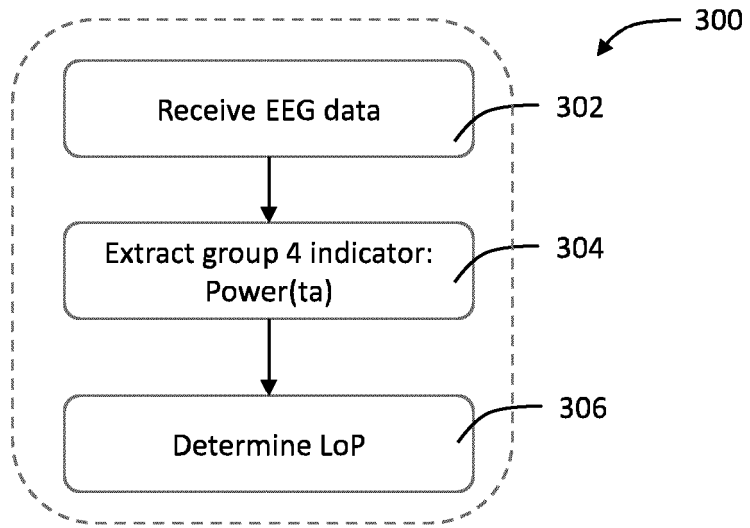 300
Receive EEG data
302
Extract group 4 indicator:
Power(ta)
304
Determine LoP
306